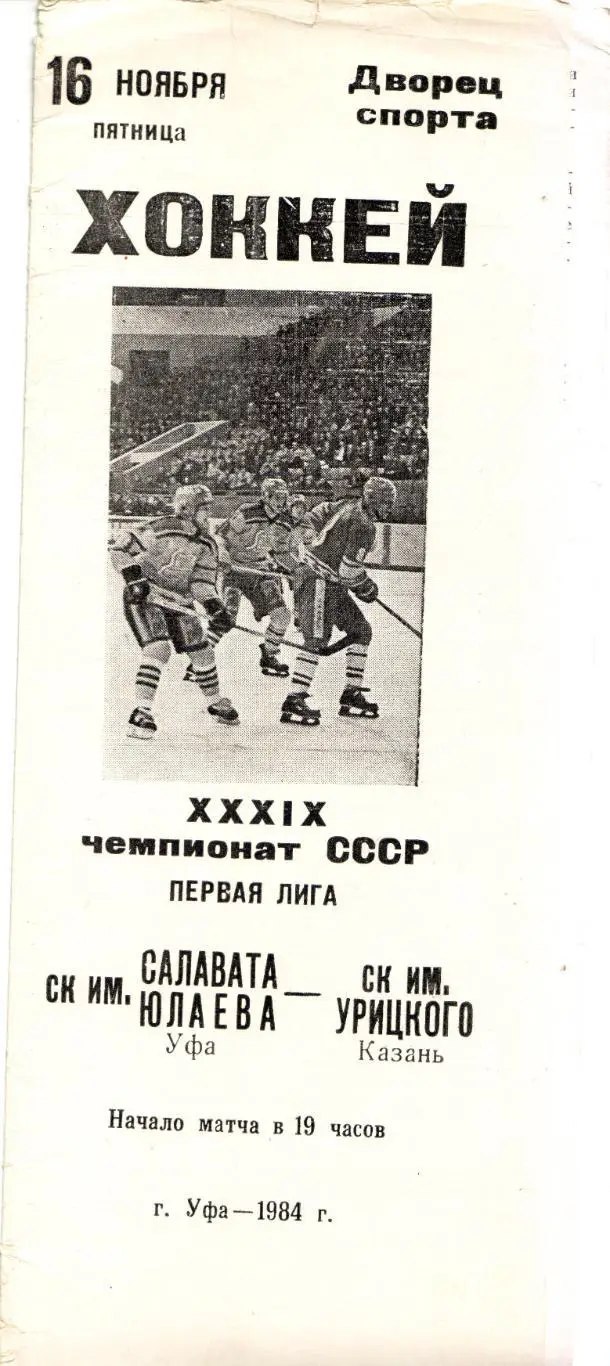 16 НОЯБРЯ
пятница
Дворец
спорта
ХОККЕЙ
XXXIX
чемпионат СССР
ПЕРВАЯ ЛИГА
СК ИМ. САЛАВАТА ЮЛАЕВА — СК ИМ. УРИЦКОГО
Уфа Казань
Начало матча в 19 часов
г. Уфа — 1984 г.